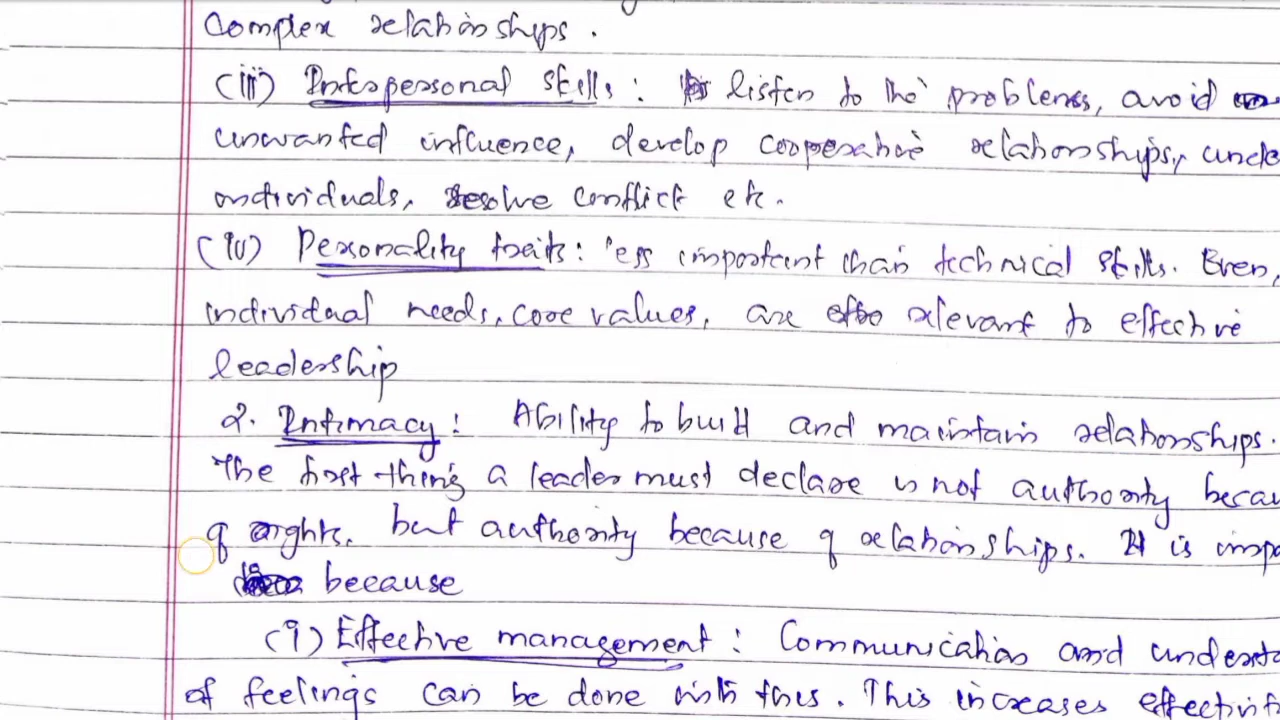 Complex relationships.
(iii) Interpersonal skills: listen to the problems, avoid
unwanted influence, develop cooperative relationships, unde
individuals, resolve conflict etc.
(iv) Personality traits: less important than technical skills. Even,
individual needs, core values, are also relevant to effective
leadership
2. Intimacy: Ability to build and maintain relationships.
The first thing a leader must declare is not authority becau
of rights, but authority because of relationships. It is impo
because
(i) Effective management: Communication and understa
of feelings can be done with this. This increases effectivit